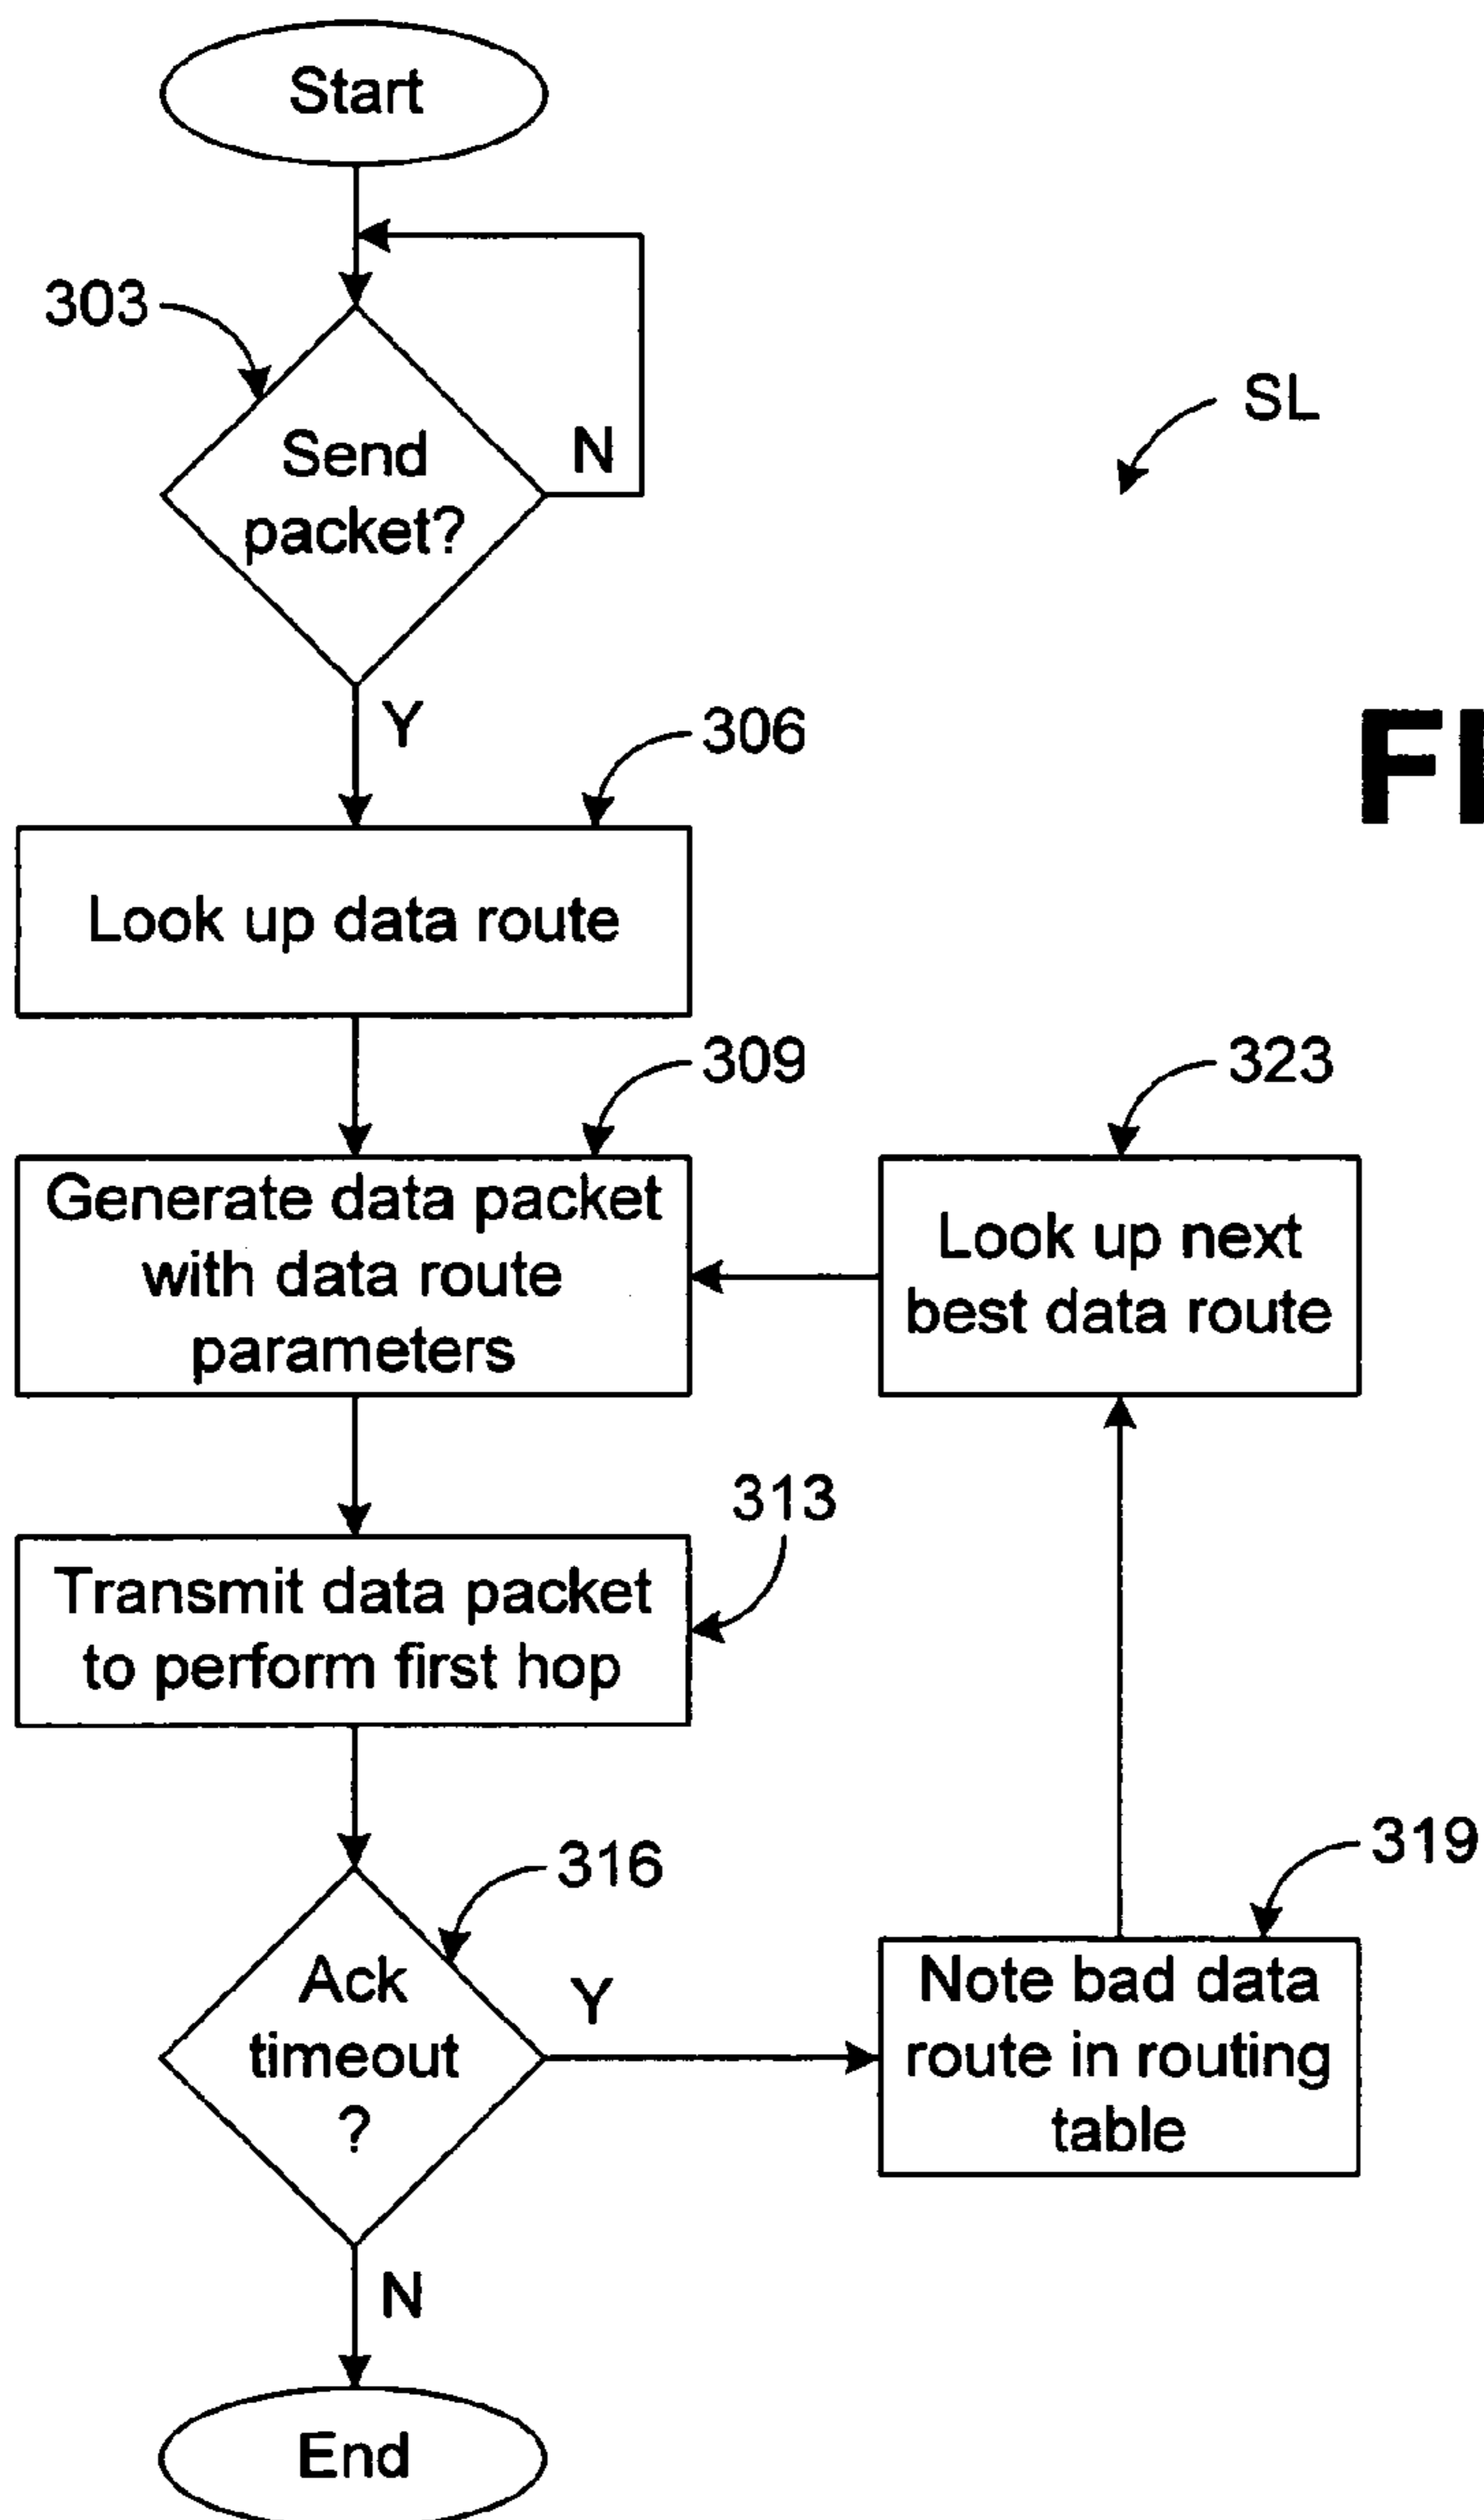 Start
303
Send
packet?
N
SL
Y
306
Look up data route
309
323
Generate data packet
with data route
parameters
Look up next
best data route
313
Transmit data packet
to perform first hop
316
319
Ack
timeout
?
Y
Note bad data
route in routing
table
N
End